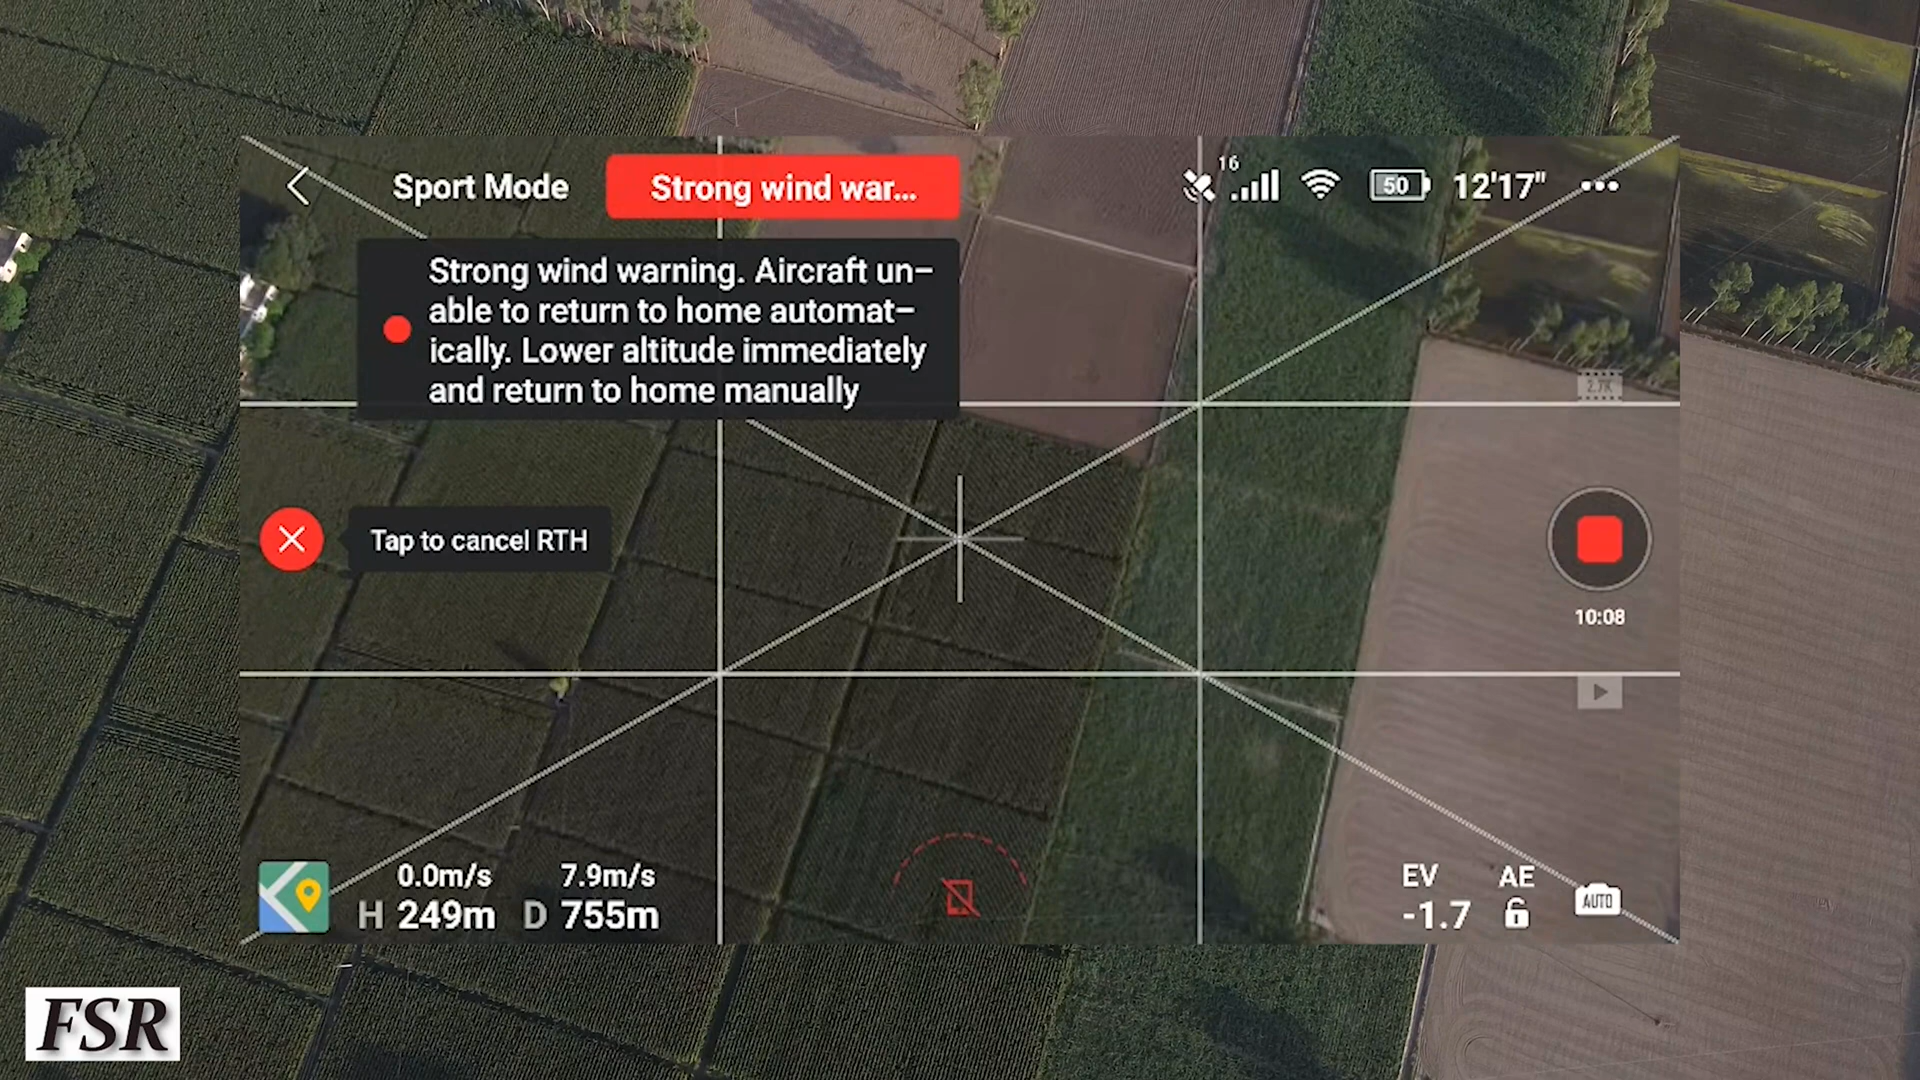 16
Sport Mode
Strong wind war...
50
12'17"
Strong wind warning. Aircraft un-
able to return to home automat-
ically. Lower altitude immediately
and return to home manually
2.7K
Tap to cancel RTH
10:08
0.0m/s
7.9m/s
H 249m
D 755m
EV
-1.7
AE
AUTO
FSR